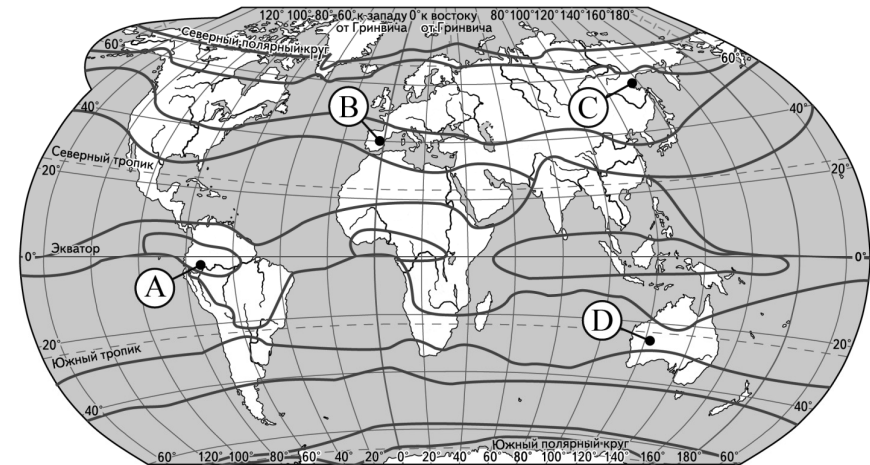 120° 100° 80° 60° к западу 0° к востоку 80° 100° 120° 140° 160° 180°
от Гринвича от Гринвича
Северный полярный круг
60° 60°
B
C
40° 40°
Северный тропик
20° 20°
Экватор
0° 0°
A
D
20° 20°
Южный тропик
40° 40°
Южный полярный круг
60° 120° 100° 80° 60° 40° 20° 0° 20° 40° 60° 80° 100° 120° 140° 160° 180° 60°